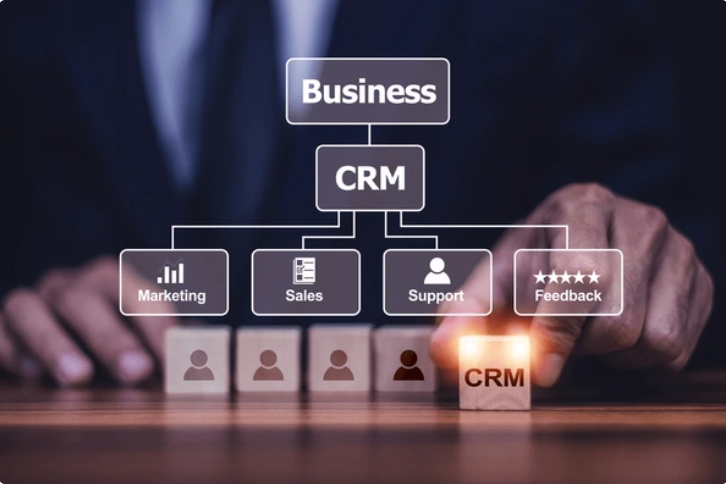 Business
CRM
Marketing
Sales
Support
Feedback
CRM